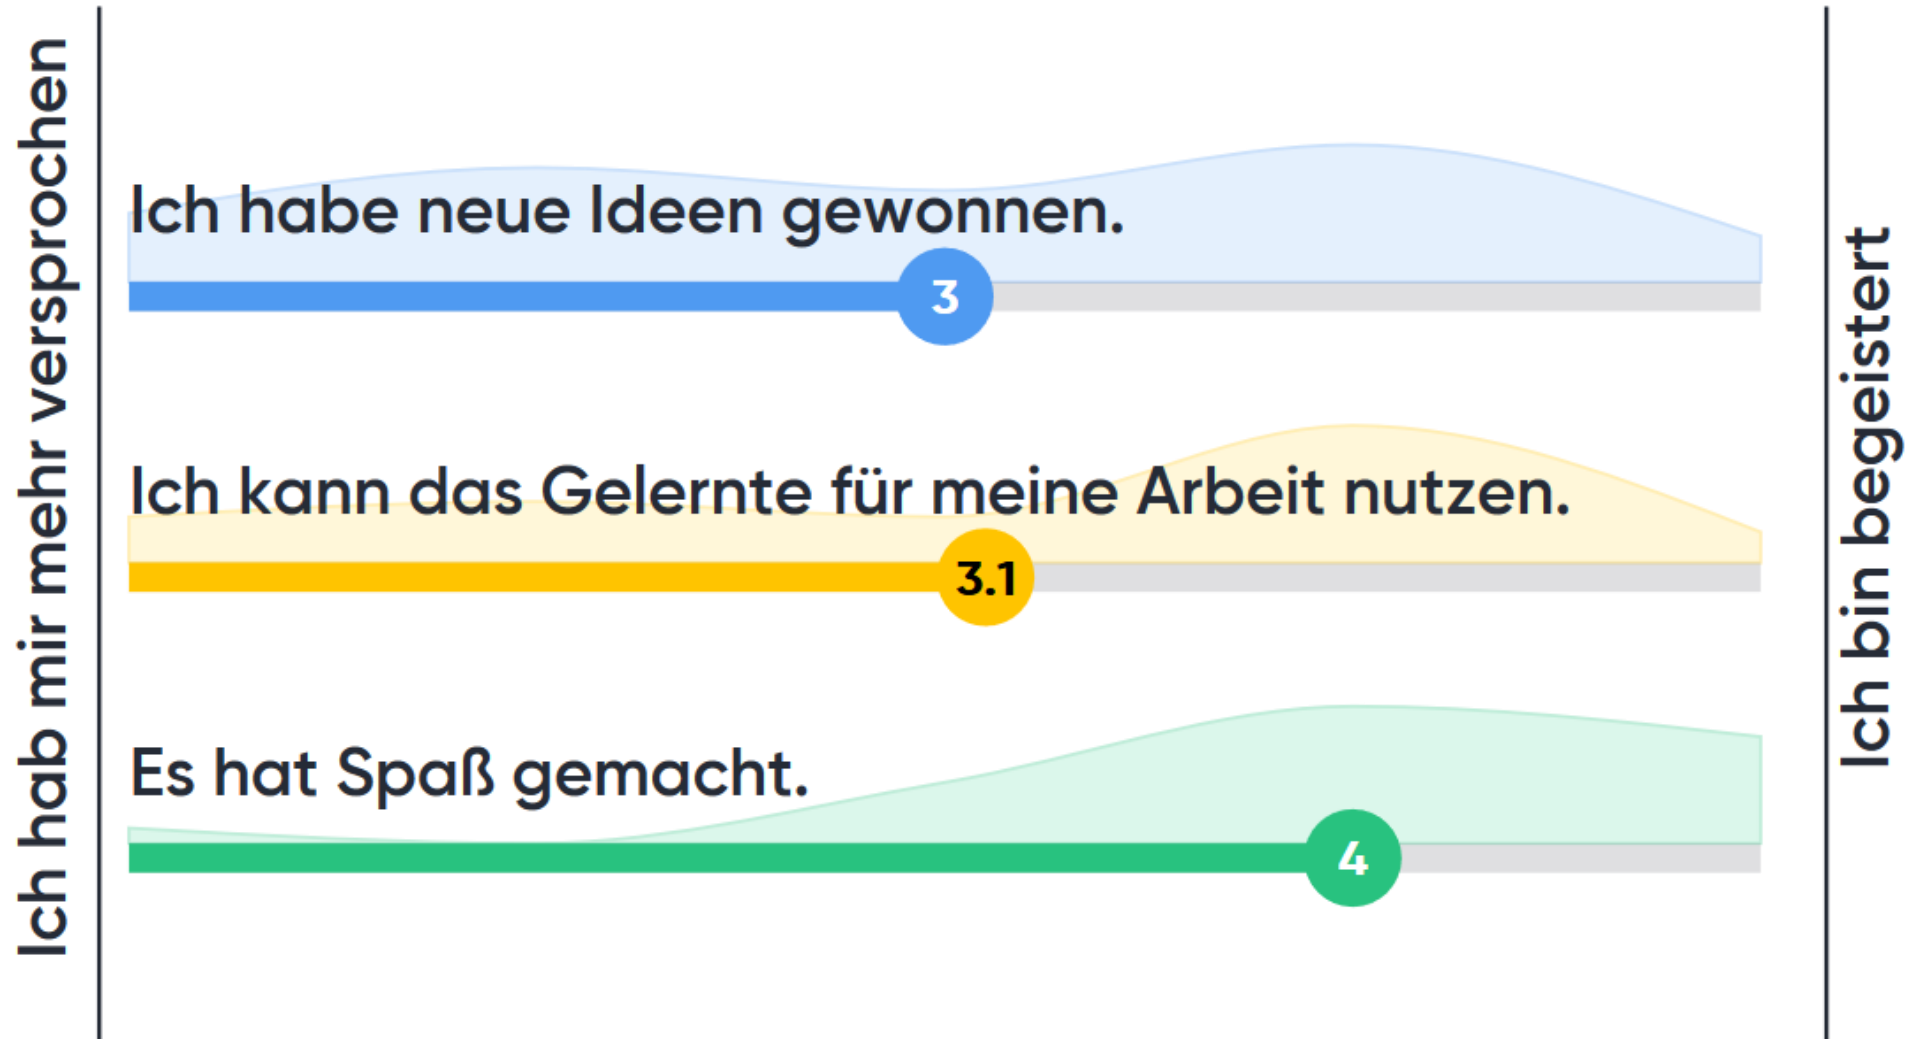 Ich hab mir mehr versprochen
Ich habe neue Ideen gewonnen.
3
Ich kann das Gelernte für meine Arbeit nutzen.
3.1
Es hat Spaß gemacht.
4
Ich bin begeistert